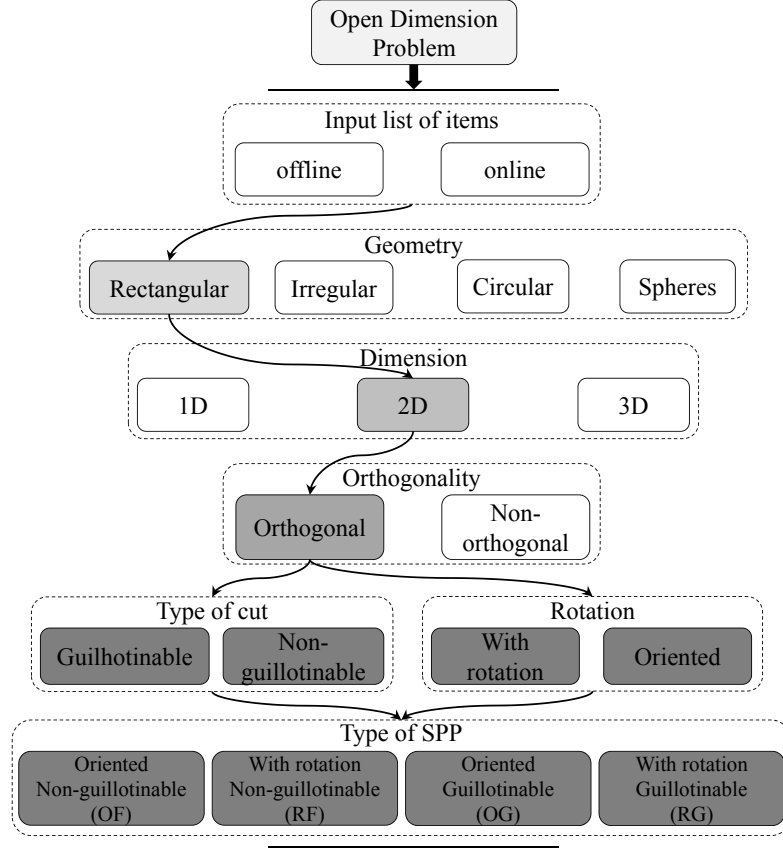 Open Dimension
Problem
Input list of items
offline
online
Geometry
Rectangular
Irregular
Circular
Spheres
Dimension
1D
2D
3D
Orthogonality
Orthogonal
Non-
orthogonal
Type of cut
Guilhotinable
Non-
guillotinable
Rotation
With
rotation
Oriented
Type of SPP
Oriented
Non-guillotinable
(OF)
With rotation
Non-guillotinable
(RF)
Oriented
Guillotinable
(OG)
With rotation
Guillotinable
(RG)